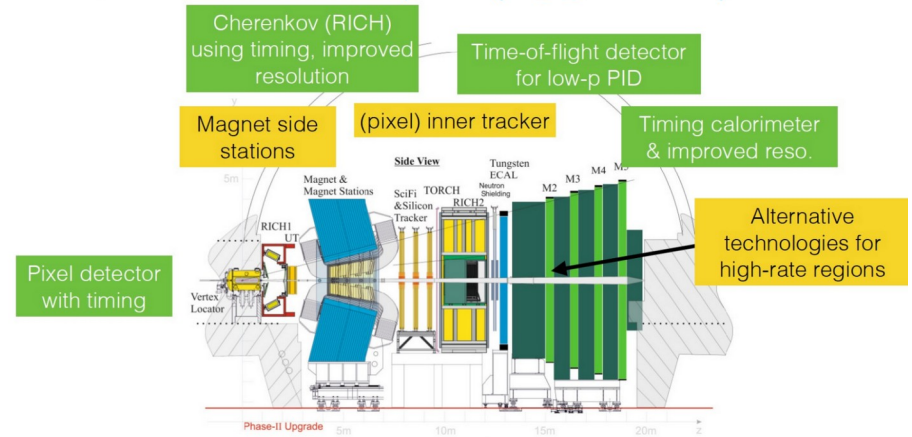 Cherenkov (RICH)
using timing, improved
resolution
Time-of-flight detector
for low-p PID
Magnet side
stations
(pixel) inner tracker
Timing calorimeter
& improved reso.
Side View
Tungsten
ECAL
Neutron
Shielding
M2
M3
M4
M5
Magnet &
Magnet Stations
SciFi
&Silicon
Tracker
TORCH
RICH2
y
5m
RICH1
UT
Alternative
technologies for
high-rate regions
Pixel detector
with timing
Vertex
Locator
Phase-II Upgrade
5m
10m
15m
20m
z